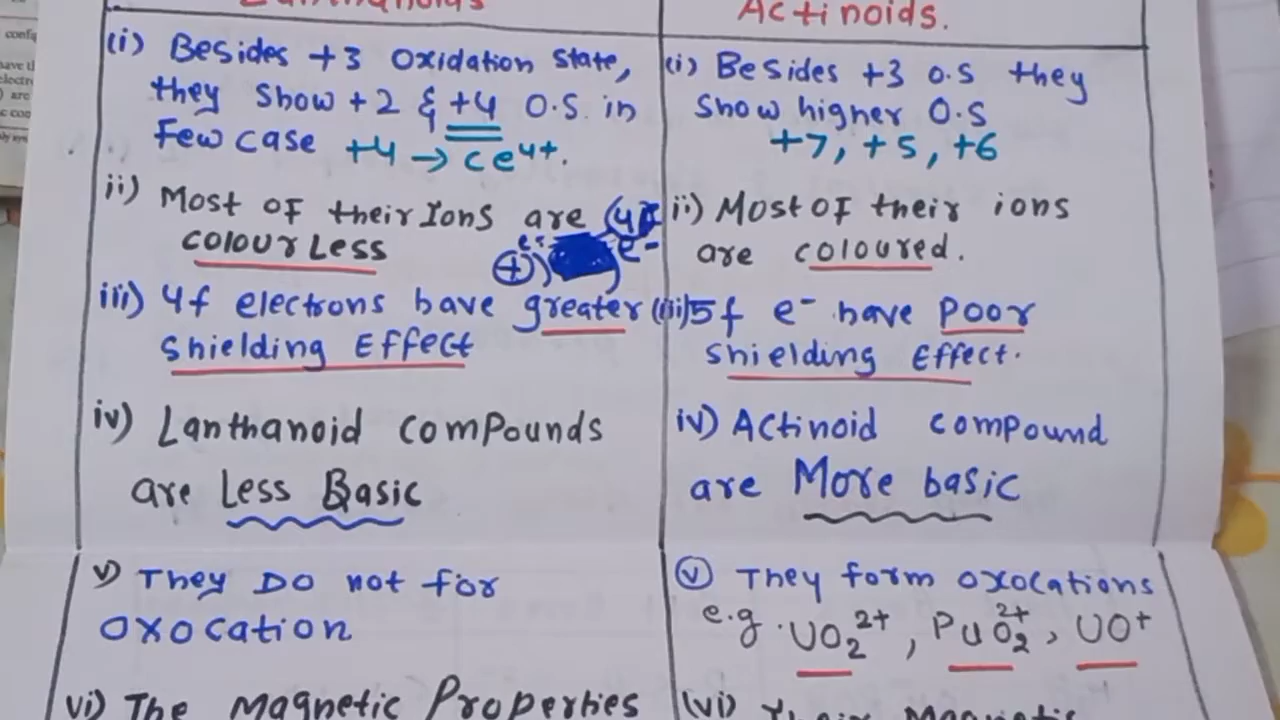 Actinoids.
(i) Besides +3 Oxidation State,
they Show +2 & +4 O.S. in
Few case +4 → Ce4+.
ii) Most of their Ions are (4f
colourless
e-
e-
(+)
iii) 4f electrons have greater
Shielding Effect
iv) Lanthanoid compounds
are Less Basic
v) They Do not for
oxocation
vi) The Magnetic Properties
(i) Besides +3 O.S they
Show higher O.S
+7, +5, +6
ii) Most of their ions
are coloured.
(iii) 5f e- have Poor
Shielding Effect.
iv) Actinoid compound
are More basic
(v) They form oxocations
e.g. UO2 2+, PuO2 2+, UO+
(vi) Their Magnetic